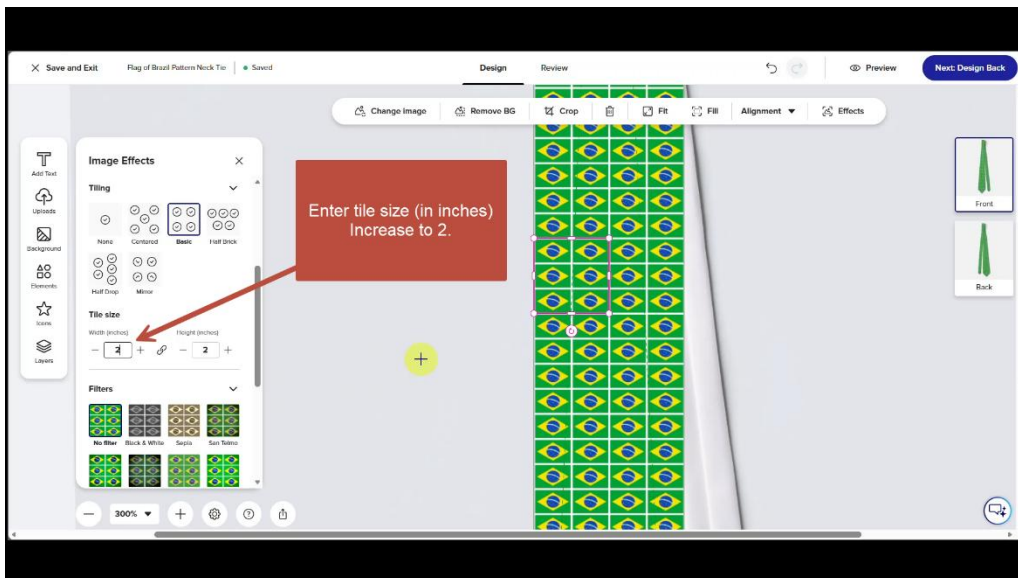 Save and Exit
Flag of Brazil Pattern Neck Tie
Saved
Design
Review
Preview
Next: Design Back
Change image
Remove BG
Crop
Fit
Fill
Alignment
Effects
Add Text
Uploads
Background
Elements
Icons
Layers
Image Effects
Tiling
None
Centered
Basic
Half Brick
Half Drop
Mirror
Tile size
Width (inches)
Height (inches)
2
2
Filters
No filter
Black & White
Sepia
San Telmo
Enter tile size (in inches)
Increase to 2.
Front
Back
300%